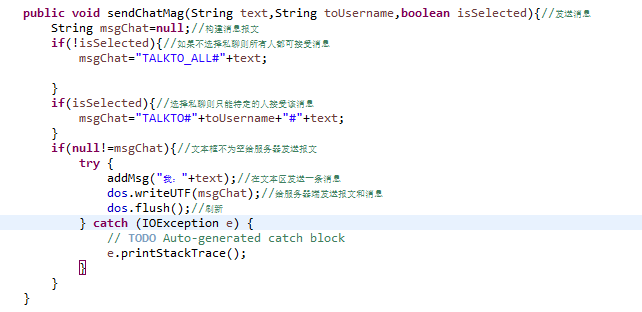 public void sendChatMag(String text,String toUsername,boolean isSelected){//发送消息
String msgChat=null;//构建消息报文
if(!isSelected){//如果不选择私聊则所有人都可接受消息
msgChat="TALKTO_ALL#"+text;
}
if(isSelected){//选择私聊则只能特定的人接受该消息
msgChat="TALKTO#"+toUsername+"#"+text;
}
if(null!=msgChat){//文本框不为空给服务器发送报文
try {
addMsg("我："+text);//在文本区发送一条消息
dos.writeUTF(msgChat);//给服务器端发送报文和消息
dos.flush();//刷新
} catch (IOException e) {
// TODO Auto-generated catch block
e.printStackTrace();
}
}
}